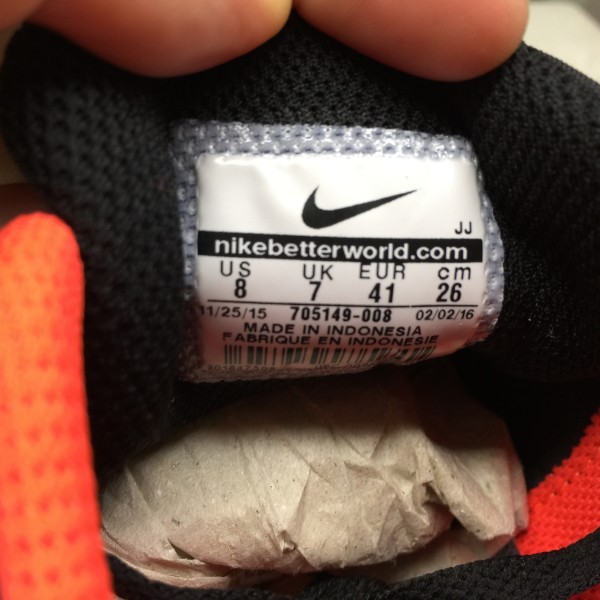 JJ
nikebetterworld.com
US UK EUR cm
8 7 41 26
11/25/15 705149-008 02/02/16
MADE IN INDONESIA
FABRIQUE EN INDONESIE